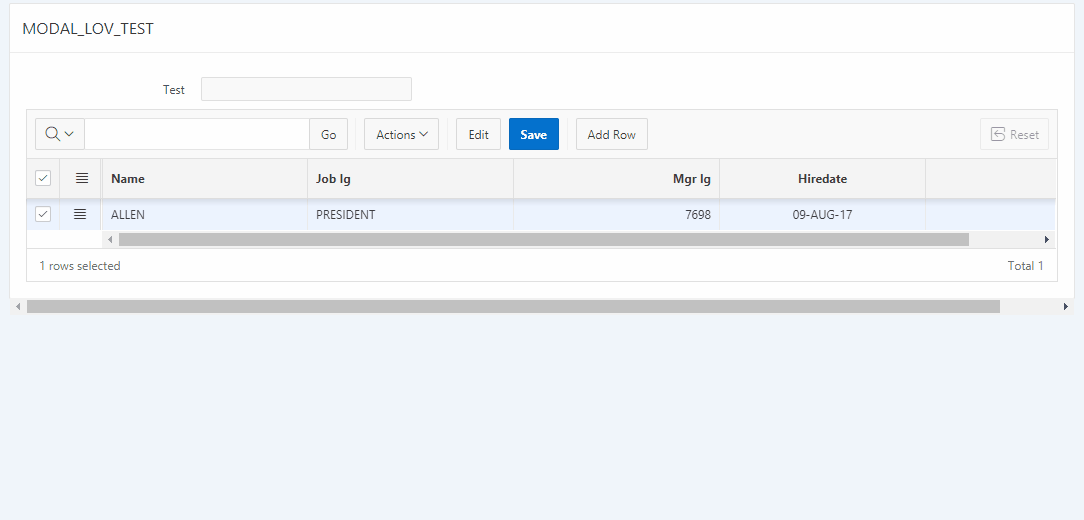 MODAL_LOV_TEST
Test
Go Actions Edit Save Add Row Reset
Name Job Ig Mgr Ig Hiredate
ALLEN PRESIDENT 7698 09-AUG-17
1 rows selected Total 1